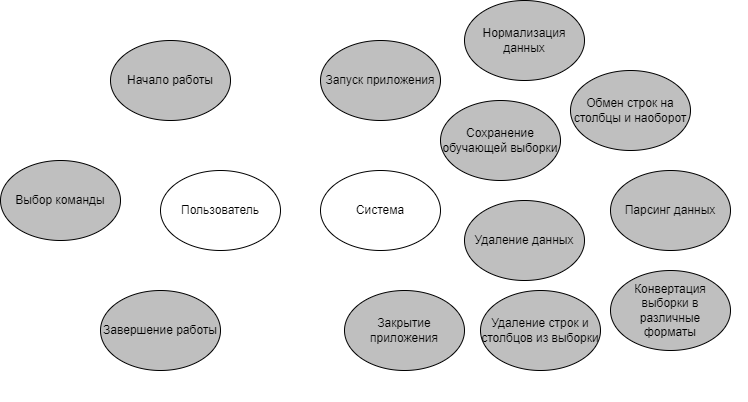 Нормализация
данных
Начало работы
Запуск приложения
Обмен строк на
столбцы и наоборот
Сохранение
обучающей выборки
Выбор команды
Пользователь
Система
Парсинг данных
Удаление данных
Конвертация
выборки в
различные
форматы
Завершение работы
Закрытие
приложения
Удаление строк и
столбцов из выборки